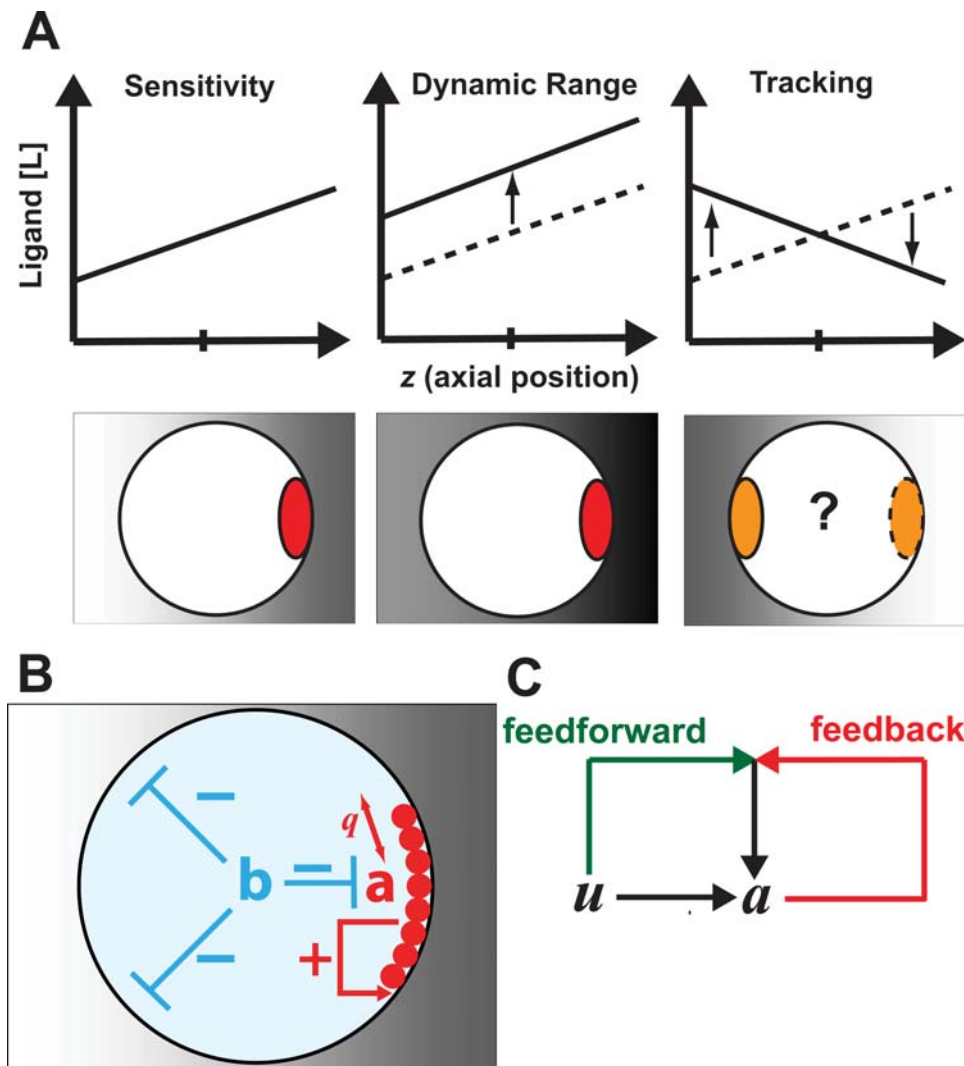 A
Sensitivity
Dynamic Range
Tracking
Ligand [L]
z (axial position)
?
B
C
feedforward
feedback
−
q
b
−
a
−
+
u
a